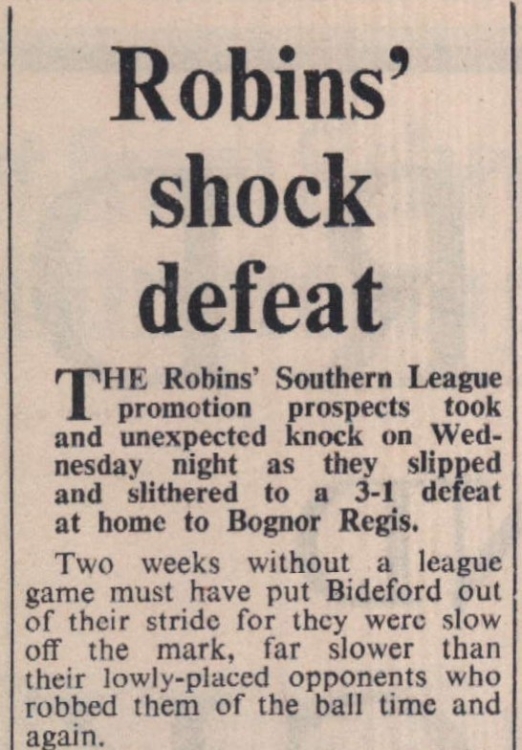 Robins'
shock
defeat
THE Robins' Southern League
promotion prospects took
and unexpected knock on Wed-
nesday night as they slipped
and slithered to a 3-1 defeat
at home to Bognor Regis.
Two weeks without a league
game must have put Bideford out
of their stride for they were slow
off the mark, far slower than
their lowly-placed opponents who
robbed them of the ball time and
again.